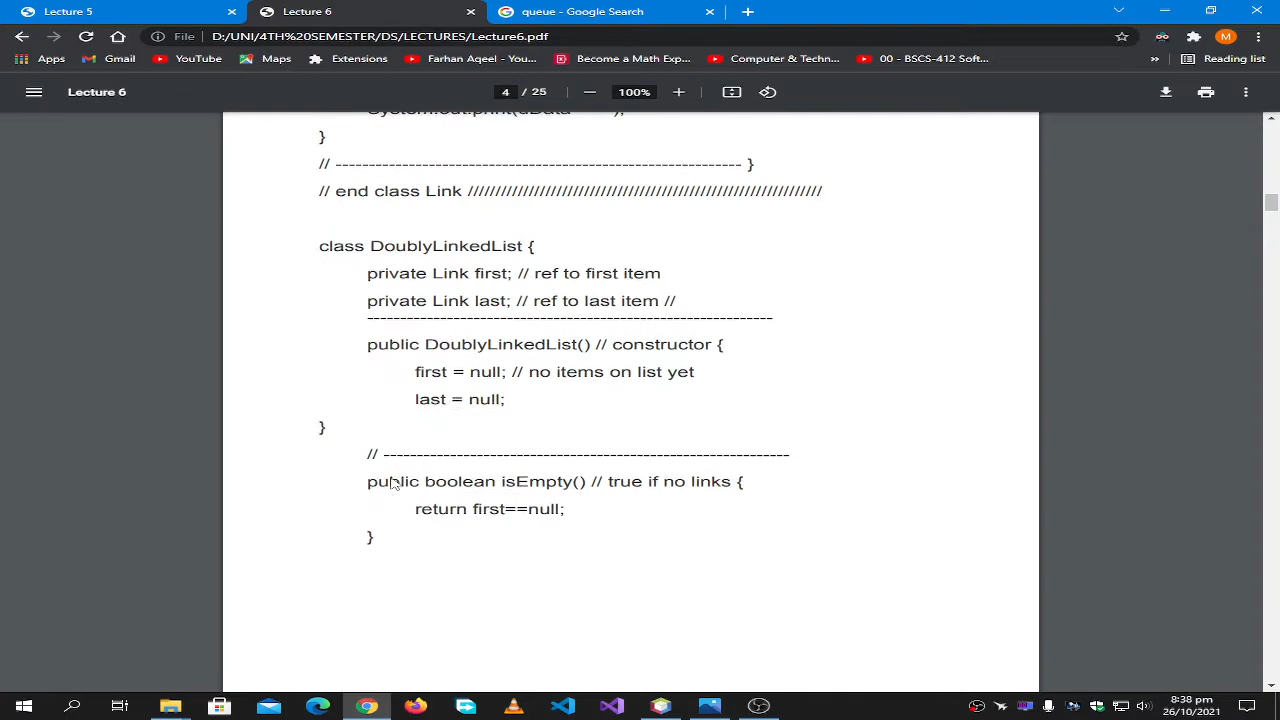 Lecture 5
Lecture 6
queue - Google Search
File
D:/UNI/4TH%20SEMESTER/DS/LECTURES/Lecture6.pdf
M
Apps
Gmail
YouTube
Maps
Extensions
Farhan Aqeel - You...
Become a Math Exp...
Computer & Techn...
00 - BSCS-412 Soft...
»
Reading list
Lecture 6
4 / 25
100%
}
// ------------------------------------------------------------- }
// end class Link /////////////////////////////////////////////////////////////////
class DoublyLinkedList {
private Link first; // ref to first item
private Link last; // ref to last item //
-------------------------------------------------------------
public DoublyLinkedList() // constructor {
first = null; // no items on list yet
last = null;
}
// -------------------------------------------------------------
public boolean isEmpty() // true if no links {
return first==null;
}
8:38 pm
26/10/2021